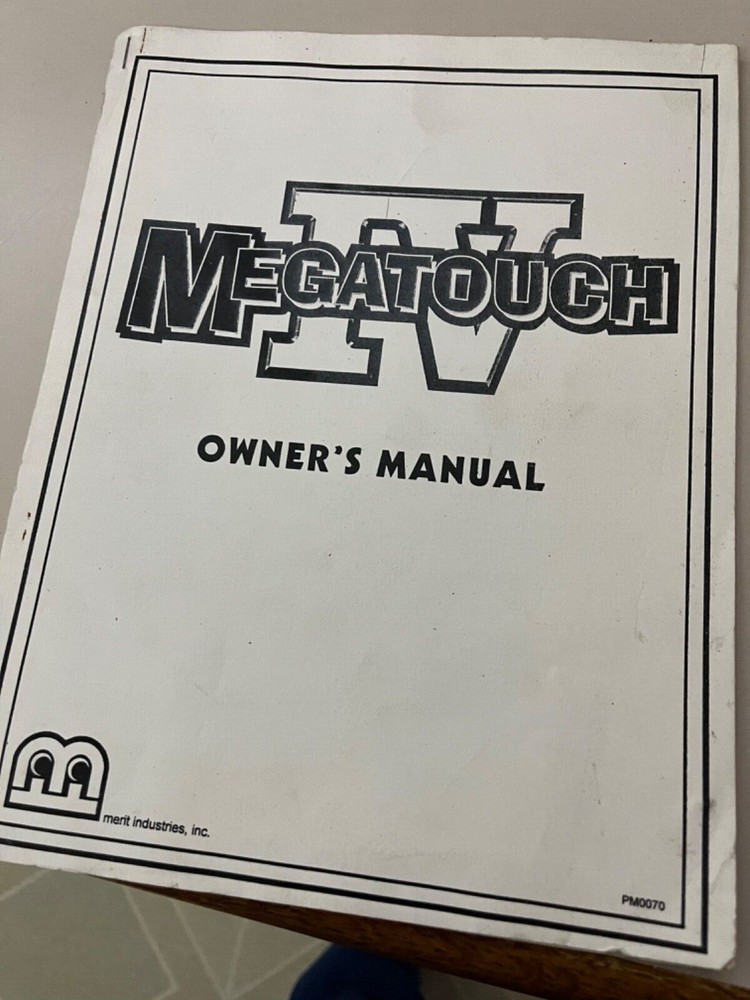 MEGATOUCH IV
OWNER'S MANUAL
merit industries, inc.
PM0070